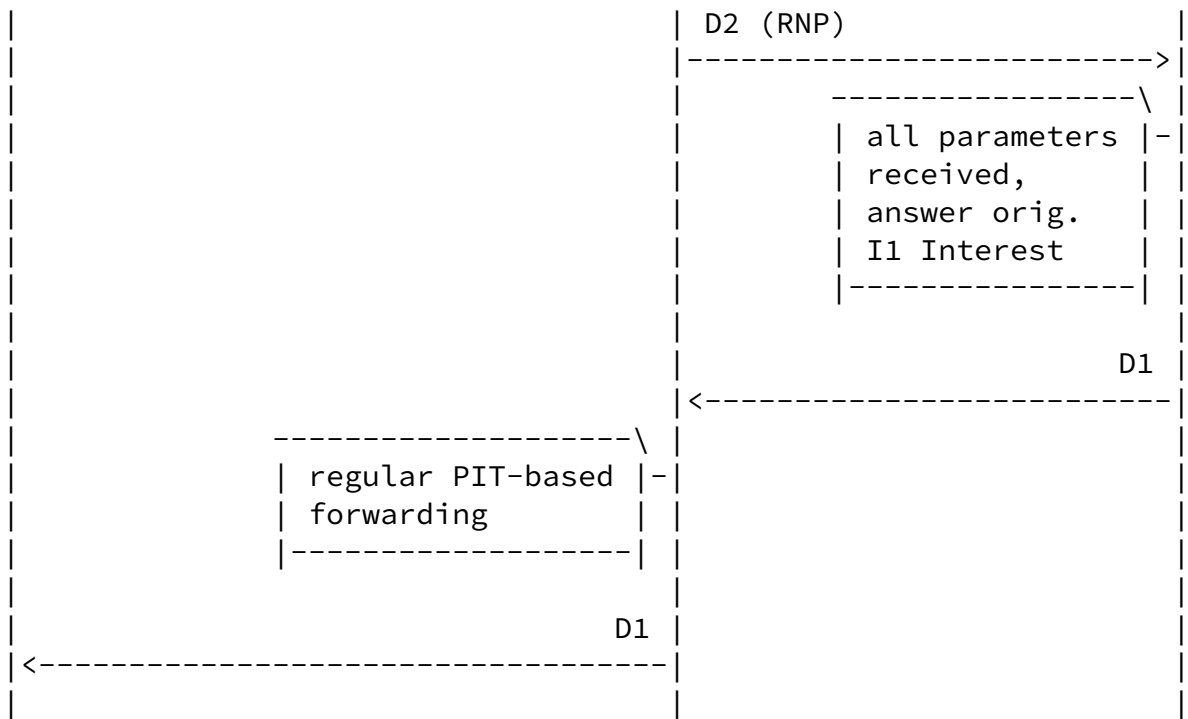 D2 (RNP)
all parameters
received,
answer orig.
I1 Interest
D1
regular PIT-based
forwarding
D1